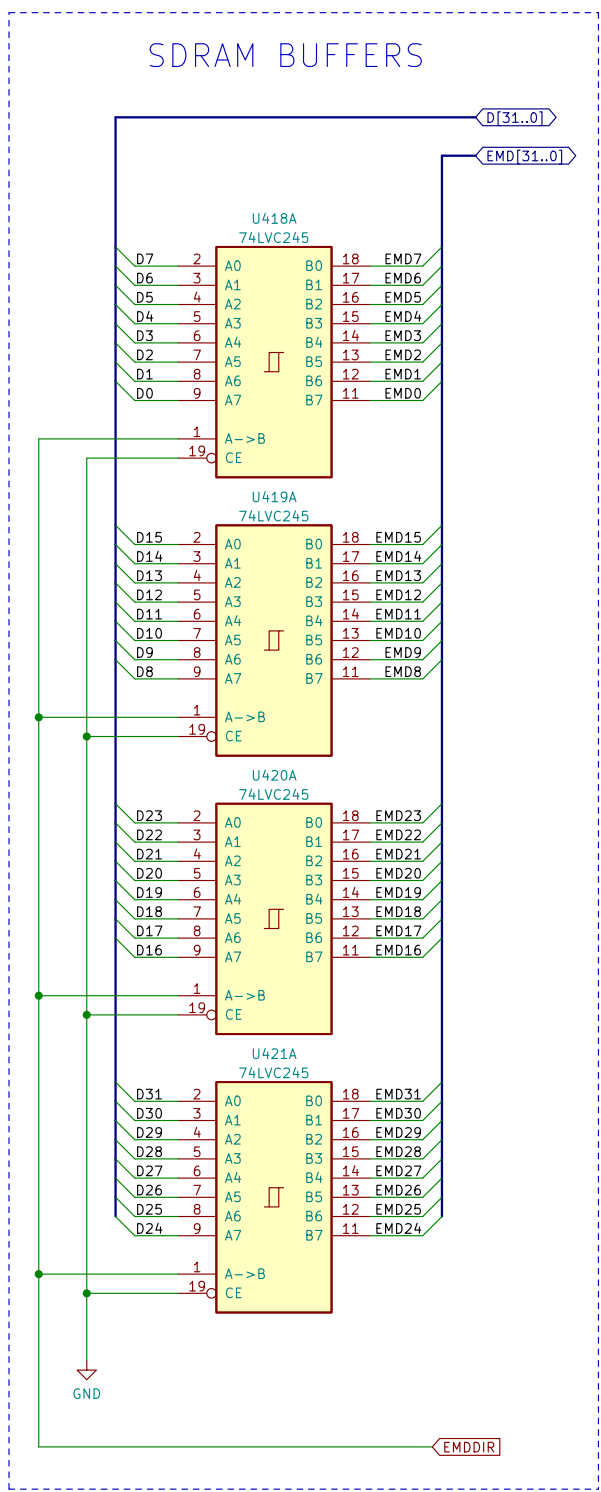 SDRAM BUFFERS
D[31..0]
EMD[31..0]
U418A
74LVC245
D7 2 A0 B0 18 EMD7
D6 3 A1 B1 17 EMD6
D5 4 A2 B2 16 EMD5
D4 5 A3 B3 15 EMD4
D3 6 A4 B4 14 EMD3
D2 7 A5 B5 13 EMD2
D1 8 A6 B6 12 EMD1
D0 9 A7 B7 11 EMD0
1 A->B
19 CE
U419A
74LVC245
D15 2 A0 B0 18 EMD15
D14 3 A1 B1 17 EMD14
D13 4 A2 B2 16 EMD13
D12 5 A3 B3 15 EMD12
D11 6 A4 B4 14 EMD11
D10 7 A5 B5 13 EMD10
D9 8 A6 B6 12 EMD9
D8 9 A7 B7 11 EMD8
1 A->B
19 CE
U420A
74LVC245
D23 2 A0 B0 18 EMD23
D22 3 A1 B1 17 EMD22
D21 4 A2 B2 16 EMD21
D20 5 A3 B3 15 EMD20
D19 6 A4 B4 14 EMD19
D18 7 A5 B5 13 EMD18
D17 8 A6 B6 12 EMD17
D16 9 A7 B7 11 EMD16
1 A->B
19 CE
U421A
74LVC245
D31 2 A0 B0 18 EMD31
D30 3 A1 B1 17 EMD30
D29 4 A2 B2 16 EMD29
D28 5 A3 B3 15 EMD28
D27 6 A4 B4 14 EMD27
D26 7 A5 B5 13 EMD26
D25 8 A6 B6 12 EMD25
D24 9 A7 B7 11 EMD24
1 A->B
19 CE
GND
EMDDIR